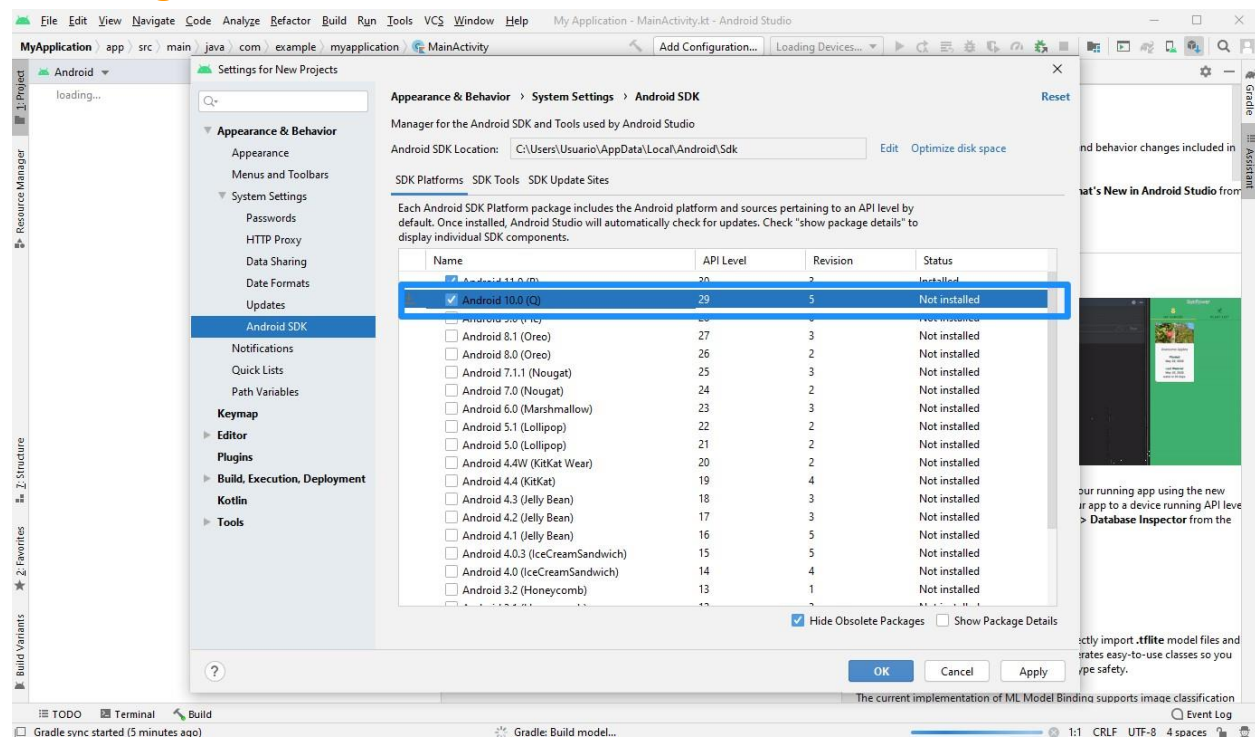 File Edit View Navigate Code Analyze Refactor Build Run Tools VCS Window Help My Application - MainActivity.kt - Android Studio
MyApplication app src main java com example myapplication MainActivity Add Configuration... Loading Devices...
1: Project
Resource Manager
Z: Structure
2: Favorites
Build Variants
Android
loading...
Settings for New Projects
Appearance & Behavior
Appearance
Menus and Toolbars
System Settings
Passwords
HTTP Proxy
Data Sharing
Date Formats
Updates
Android SDK
Notifications
Quick Lists
Path Variables
Keymap
Editor
Plugins
Build, Execution, Deployment
Kotlin
Tools
Appearance & Behavior > System Settings > Android SDK Reset
Manager for the Android SDK and Tools used by Android Studio
Android SDK Location: C:\Users\Usuario\AppData\Local\Android\Sdk Edit Optimize disk space
SDK Platforms SDK Tools SDK Update Sites
Each Android SDK Platform package includes the Android platform and sources pertaining to an API level by
default. Once installed, Android Studio will automatically check for updates. Check "show package details" to
display individual SDK components.
Name API Level Revision Status
Android 11.0 (R) 30 3 Installed
Android 10.0 (Q) 29 5 Not installed
Android 8.1 (Oreo) 27 3 Not installed
Android 8.0 (Oreo) 26 2 Not installed
Android 7.1.1 (Nougat) 25 3 Not installed
Android 7.0 (Nougat) 24 2 Not installed
Android 6.0 (Marshmallow) 23 3 Not installed
Android 5.1 (Lollipop) 22 2 Not installed
Android 5.0 (Lollipop) 21 2 Not installed
Android 4.4W (KitKat Wear) 20 2 Not installed
Android 4.4 (KitKat) 19 4 Not installed
Android 4.3 (Jelly Bean) 18 3 Not installed
Android 4.2 (Jelly Bean) 17 3 Not installed
Android 4.1 (Jelly Bean) 16 5 Not installed
Android 4.0.3 (IceCreamSandwich) 15 5 Not installed
Android 4.0 (IceCreamSandwich) 14 4 Not installed
Android 3.2 (Honeycomb) 13 1 Not installed
Hide Obsolete Packages Show Package Details
? OK Cancel Apply
nd behavior changes included in
at's New in Android Studio from
our running app using the new
ur app to a device running API leve
> Database Inspector from the
ectly import .tflite model files and
erates easy-to-use classes so you
ype safety.
The current implementation of ML Model Binding supports image classification
Gradle
Assistant
TODO Terminal Build Event Log
Gradle sync started (5 minutes ago) Gradle: Build model... 1:1 CRLF UTF-8 4 spaces